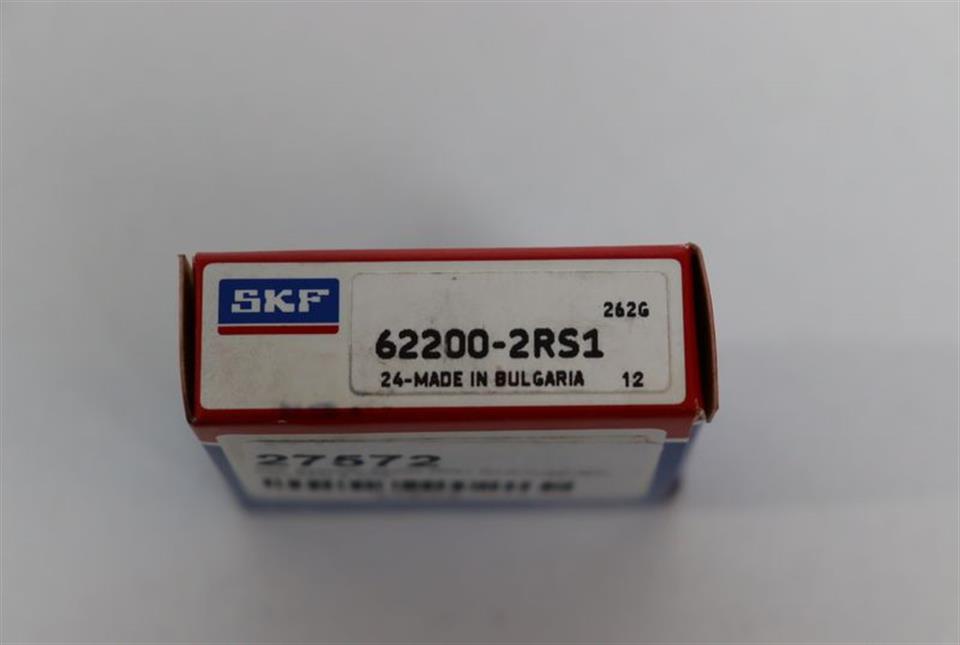 SKF
262G
62200-2RS1
24-MADE IN BULGARIA 12
27572